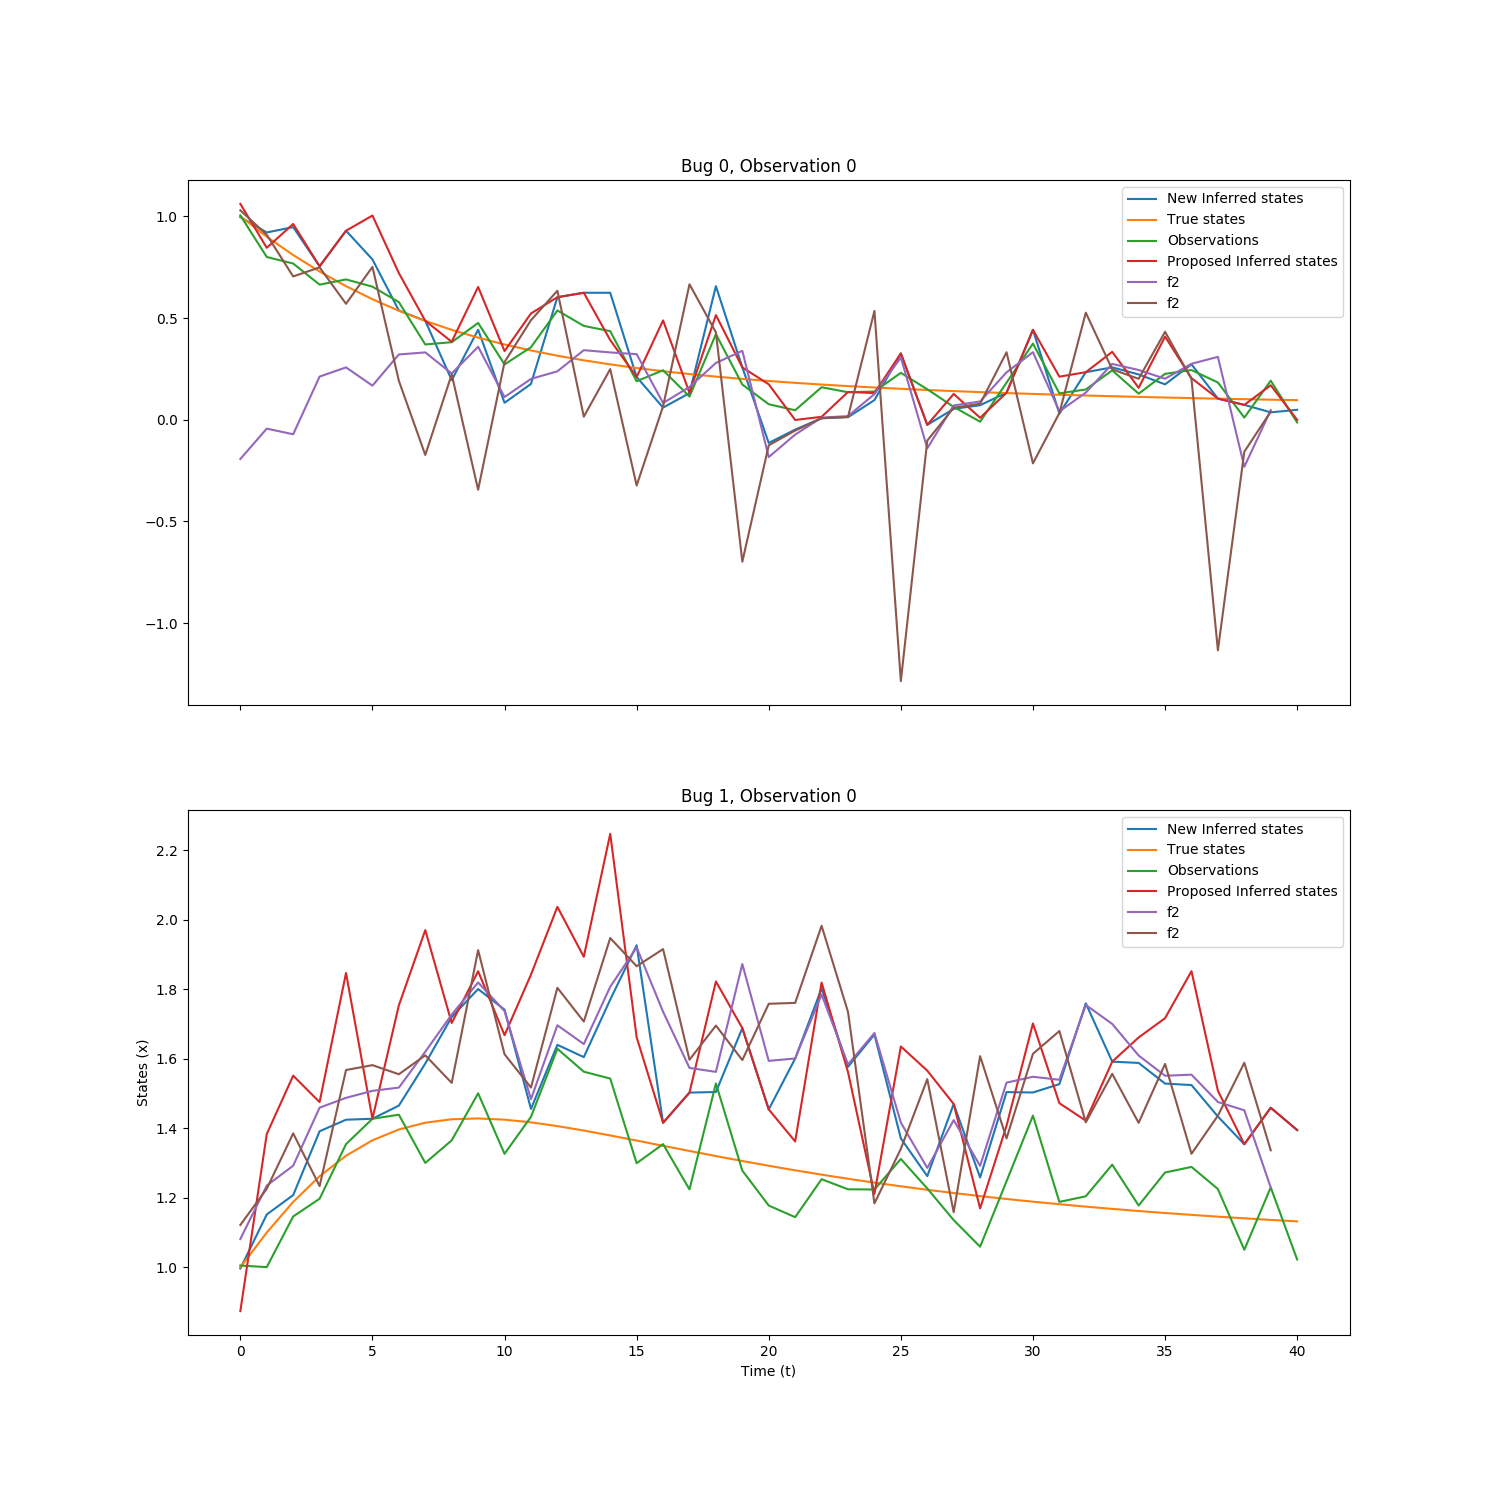 Bug 0, Observation 0
New Inferred states
True states
Observations
Proposed Inferred states
f2
f2
1.0
0.5
0.0
−0.5
−1.0
Bug 1, Observation 0
New Inferred states
True states
Observations
Proposed Inferred states
f2
f2
2.2
2.0
1.8
1.6
1.4
1.2
1.0
States (x)
0 5 10 15 20 25 30 35 40
Time (t)